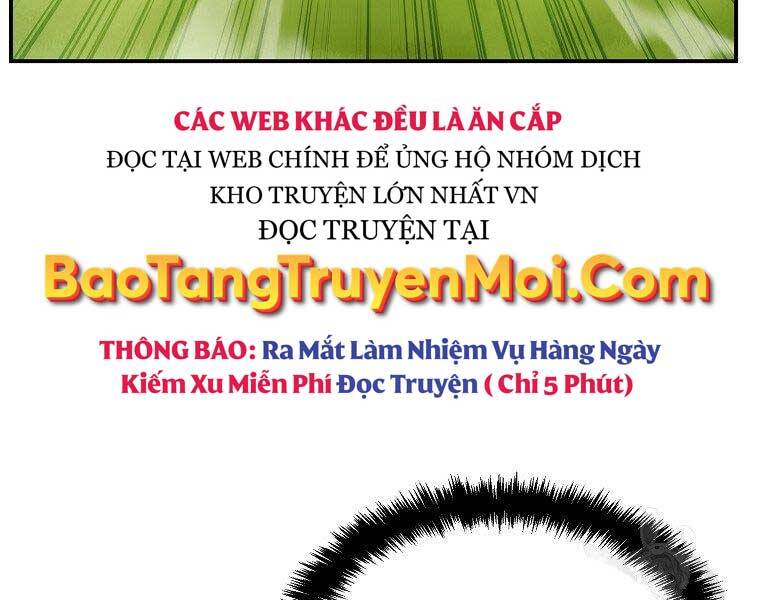 CÁC WEB KHÁC ĐỀU LÀ ĂN CẮP
ĐỌC TẠI WEB CHÍNH ĐỂ ỦNG HỘ NHÓM DỊCH
KHO TRUYỆN LỚN NHẤT VN
ĐỌC TRUYỆN TẠI
BaoTangTruyenMoi.Com
THÔNG BÁO: Ra Mắt Làm Nhiệm Vụ Hàng Ngày
Kiếm Xu Miễn Phí Đọc Truyện ( Chỉ 5 Phút)